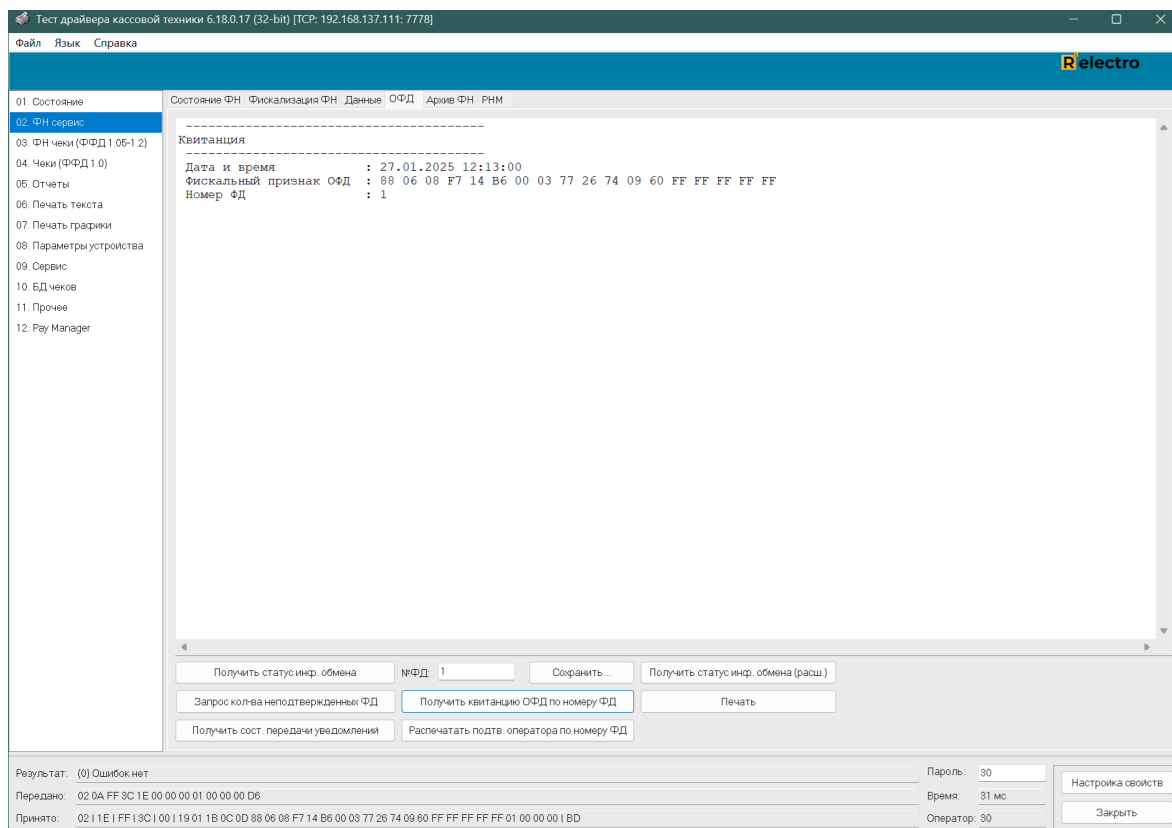 Тест драйвера кассовой техники 6.18.0.17 (32-bit) [TCP: 192.168.137.111: 7778]
Файл Язык Справка
R electro
01. Состояние
02. ФН сервис
03. ФН чеки (ФФД 1.05-1.2)
04. Чеки (ФФД 1.0)
05. Отчеты
06. Печать текста
07. Печать графики
08. Параметры устройства
09. Сервис
10. БД чеков
11. Прочее
12. Pay Manager
Состояние ФН Фискализация ФН Данные ОФД Архив ФН РНМ
----------------------------------------
Квитанция
----------------------------------------
Дата и время : 27.01.2025 12:13:00
Фискальный признак ОФД : 88 06 08 F7 14 B6 00 03 77 26 74 09 60 FF FF FF FF FF
Номер ФД : 1
Получить статус инф. обмена №ФД: 1 Сохранить... Получить статус инф. обмена (расш.)
Запрос кол-ва неподтвержденных ФД Получить квитанцию ОФД по номеру ФД Печать
Получить сост. передачи уведомлений Распечатать подтв. оператора по номеру ФД
Результат: (0) Ошибок нет Пароль: 30 Настройка свойств
Передано: 02 0A FF 3C 1E 00 00 00 01 00 00 00 D6 Время: 31 мс
Принято: 02 | 1E | FF | 3C | 00 | 19 01 1B 0C 0D 88 06 08 F7 14 B6 00 03 77 26 74 09 60 FF FF FF FF FF 01 00 00 00 | BD Оператор: 30 Закрыть